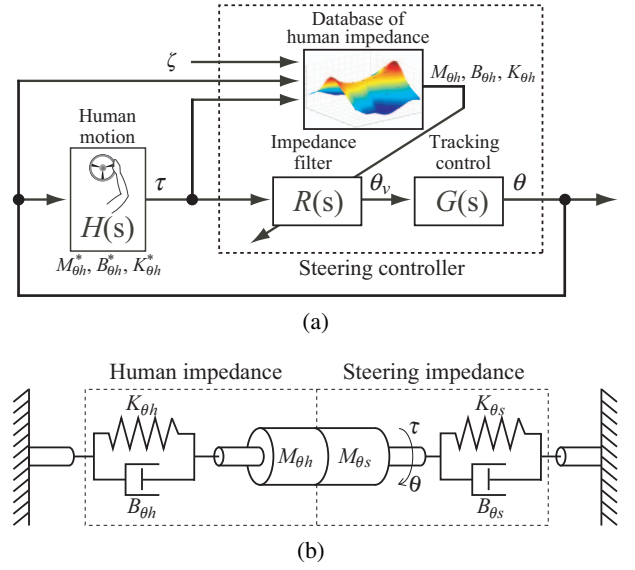 Database of
human impedance
ζ
Mθh, Bθh, Kθh
Human
motion
Impedance
filter
Tracking
control
τ
θv
θ
H(s)
R(s)
G(s)
M*θh, B*θh, K*θh
Steering controller
(a)
Human impedance
Steering impedance
Kθh
Kθs
τ
Mθh
Mθs
θ
Bθh
Bθs
(b)